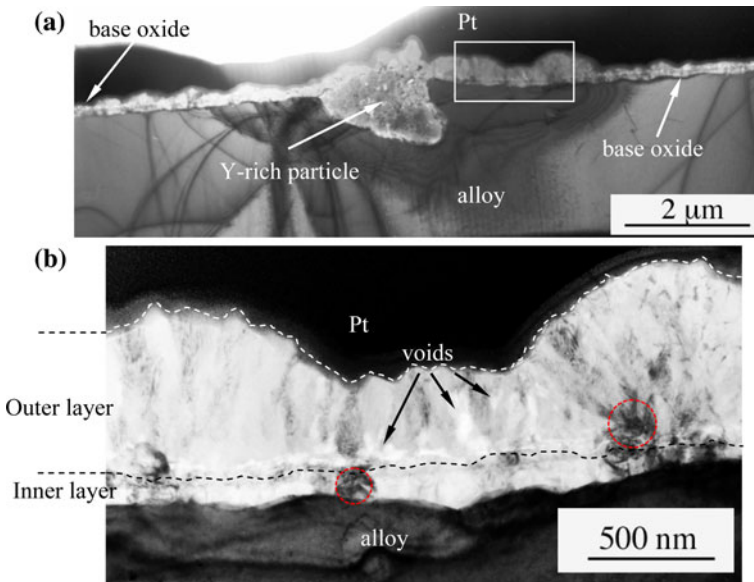 (a)
Pt
base oxide
Y-rich particle
base oxide
alloy
2 μm
(b)
Pt
voids
Outer layer
Inner layer
alloy
500 nm